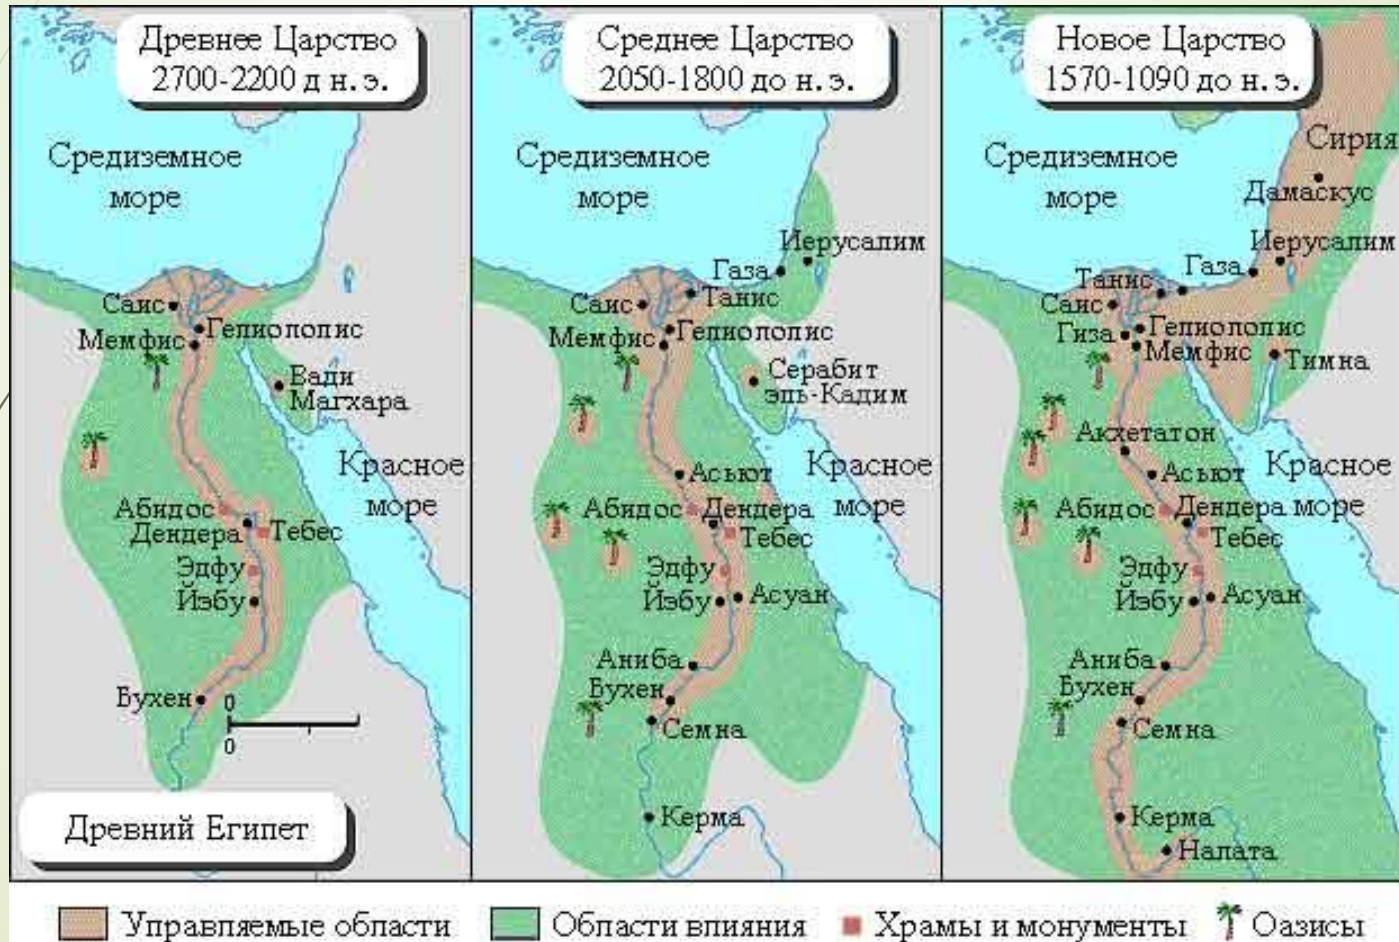 Древнее Царство
2700-2200 д н. э.
Средиземное
море
Саис
Гелиополис
Мемфис
Вади
Магхара
Красное
море
Абидос
Дендера
Тебес
Эдфу
Йэбу
Бухен
0
0
Древний Египет
Среднее Царство
2050-1800 до н. э.
Средиземное
море
Иерусалим
Газа
Танис
Саис
Гелиополис
Мемфис
Серабит
эль-Кадим
Красное
море
Асьют
Абидос
Дендера
Тебес
Эдфу
Йэбу
Асуан
Аниба
Бухен
Семна
Керма
Новое Царство
1570-1090 до н. э.
Сирия
Средиземное
море
Дамаскус
Иерусалим
Газа
Танис
Саис
Гелиополис
Гиза
Мемфис
Тимна
Акхетатон
Красное
море
Асьют
Абидос
Дендера
Тебес
Эдфу
Йэбу
Асуан
Аниба
Бухен
Семна
Керма
Напата
Управляемые области
Области влияния
Храмы и монументы
Оазисы